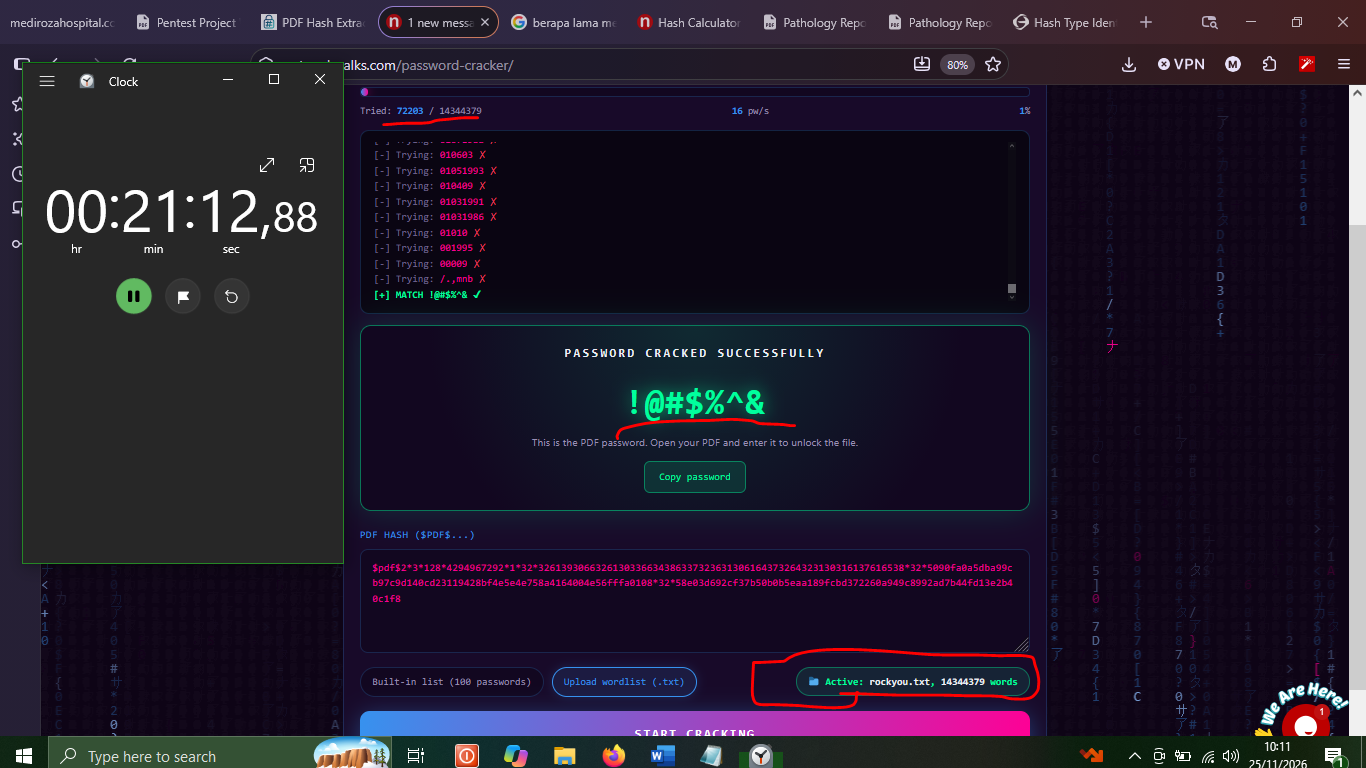 medirozahospital.cc
Pentest Project
PDF Hash Extrac
1 new messa
berapa lama me
Hash Calculator
Pathology Repo
Pathology Repo
Hash Type Iden
alks.com/password-cracker/
80%
VPN
Clock
00:21:12,88
hr min sec
Tried: 72203 / 14344379 16 pw/s 1%
[-] Trying: 010603 ✗
[-] Trying: 01051993 ✗
[-] Trying: 010409 ✗
[-] Trying: 01031991 ✗
[-] Trying: 01031986 ✗
[-] Trying: 01010 ✗
[-] Trying: 001995 ✗
[-] Trying: 00009 ✗
[-] Trying: /.,mnb ✗
[+] MATCH !@#$%^& ✓
PASSWORD CRACKED SUCCESSFULLY
!@#$%^&
This is the PDF password. Open your PDF and enter it to unlock the file.
Copy password
PDF HASH ($PDF$...)
$pdf$2*3*128*4294967292*1*32*3261393066326130336634386337323631306164373264323130316137616538*32*5090fa0a5dba99c
b97c9d140cd23119428bf4e5e4e758a4164004e56fffa0108*32*58e03d692cf37b50b0b5eaa189fcbd372260a949c8992ad7b44fd13e2b4
0c1f8
Built-in list (100 passwords)
Upload wordlist (.txt)
Active: rockyou.txt, 14344379 words
START CRACKING
We Are Here!
1
Type here to search
10:11
25/11/2026
1